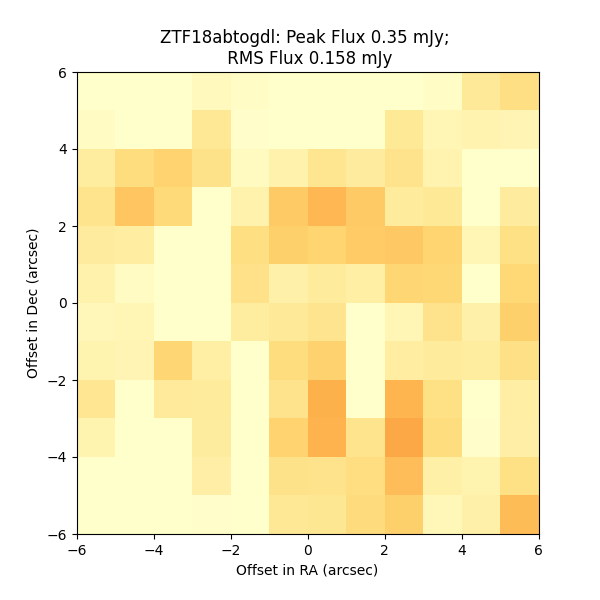 ZTF18abtogdl: Peak Flux 0.35 mJy;
RMS Flux 0.158 mJy
6
4
2
0
−2
−4
−6
Offset in Dec (arcsec)
−6 −4 −2 0 2 4 6
Offset in RA (arcsec)